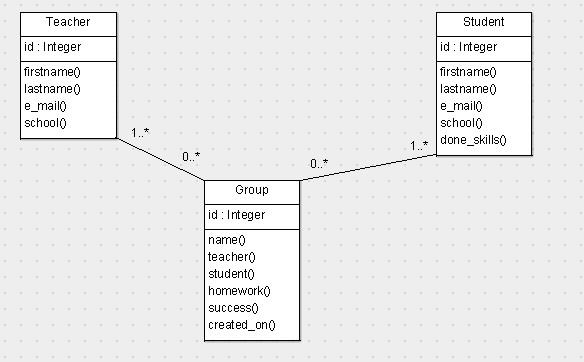 Teacher
id : Integer
firstname()
lastname()
e_mail()
school()
Student
id : Integer
firstname()
lastname()
e_mail()
school()
done_skills()
1..*
0..*
0..*
1..*
Group
id : Integer
name()
teacher()
student()
homework()
success()
created_on()